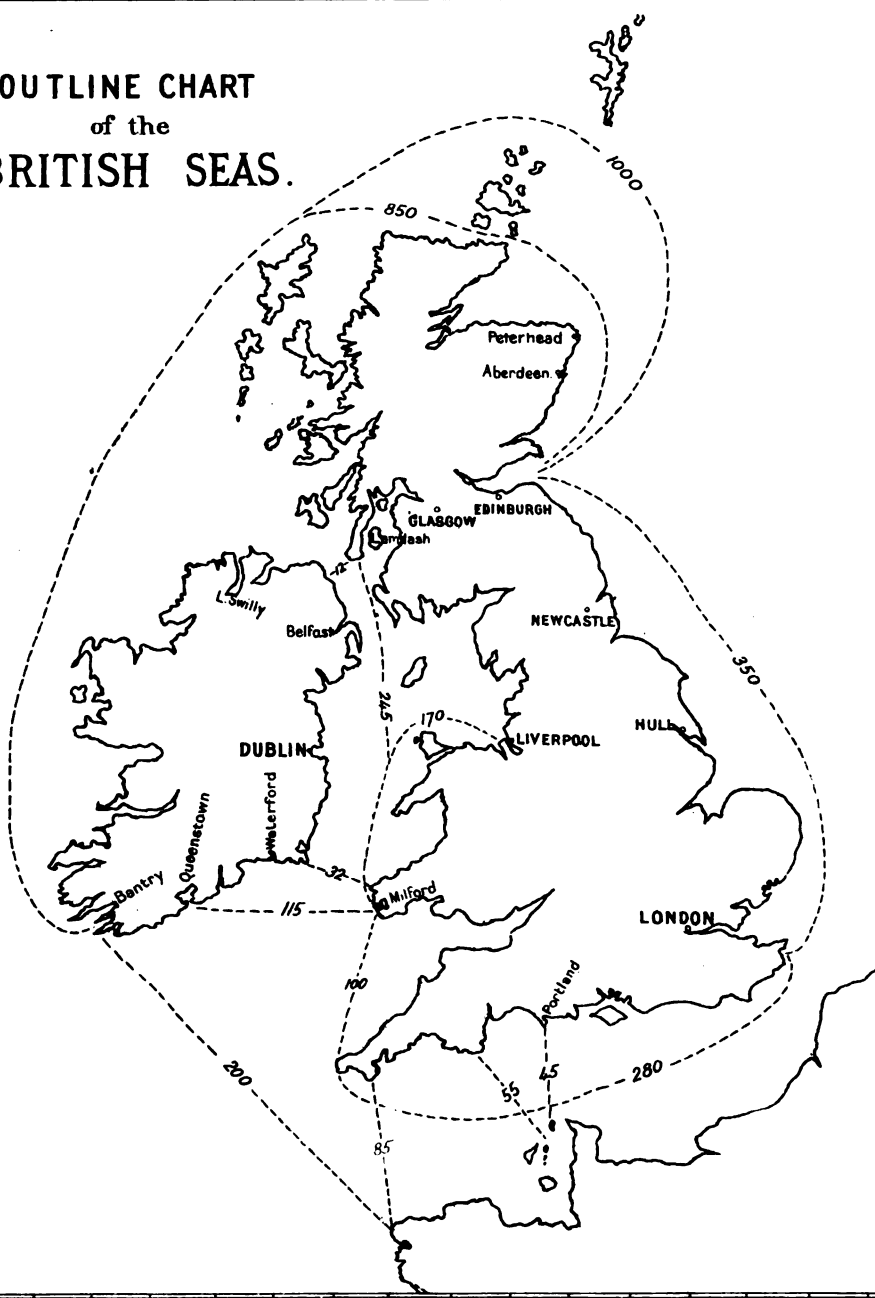 OUTLINE CHART
of the
BRITISH SEAS.
1000
850
Peterhead
Aberdeen.
EDINBURGH
GLASGOW
Lamlash
12
L. Swilly
NEWCASTLE
Belfast
350
245
170
HULL
LIVERPOOL
DUBLIN
Waterford
Queenstown
32
Bantry
Milford
115
LONDON
100
Portland
200
280
45
55
85